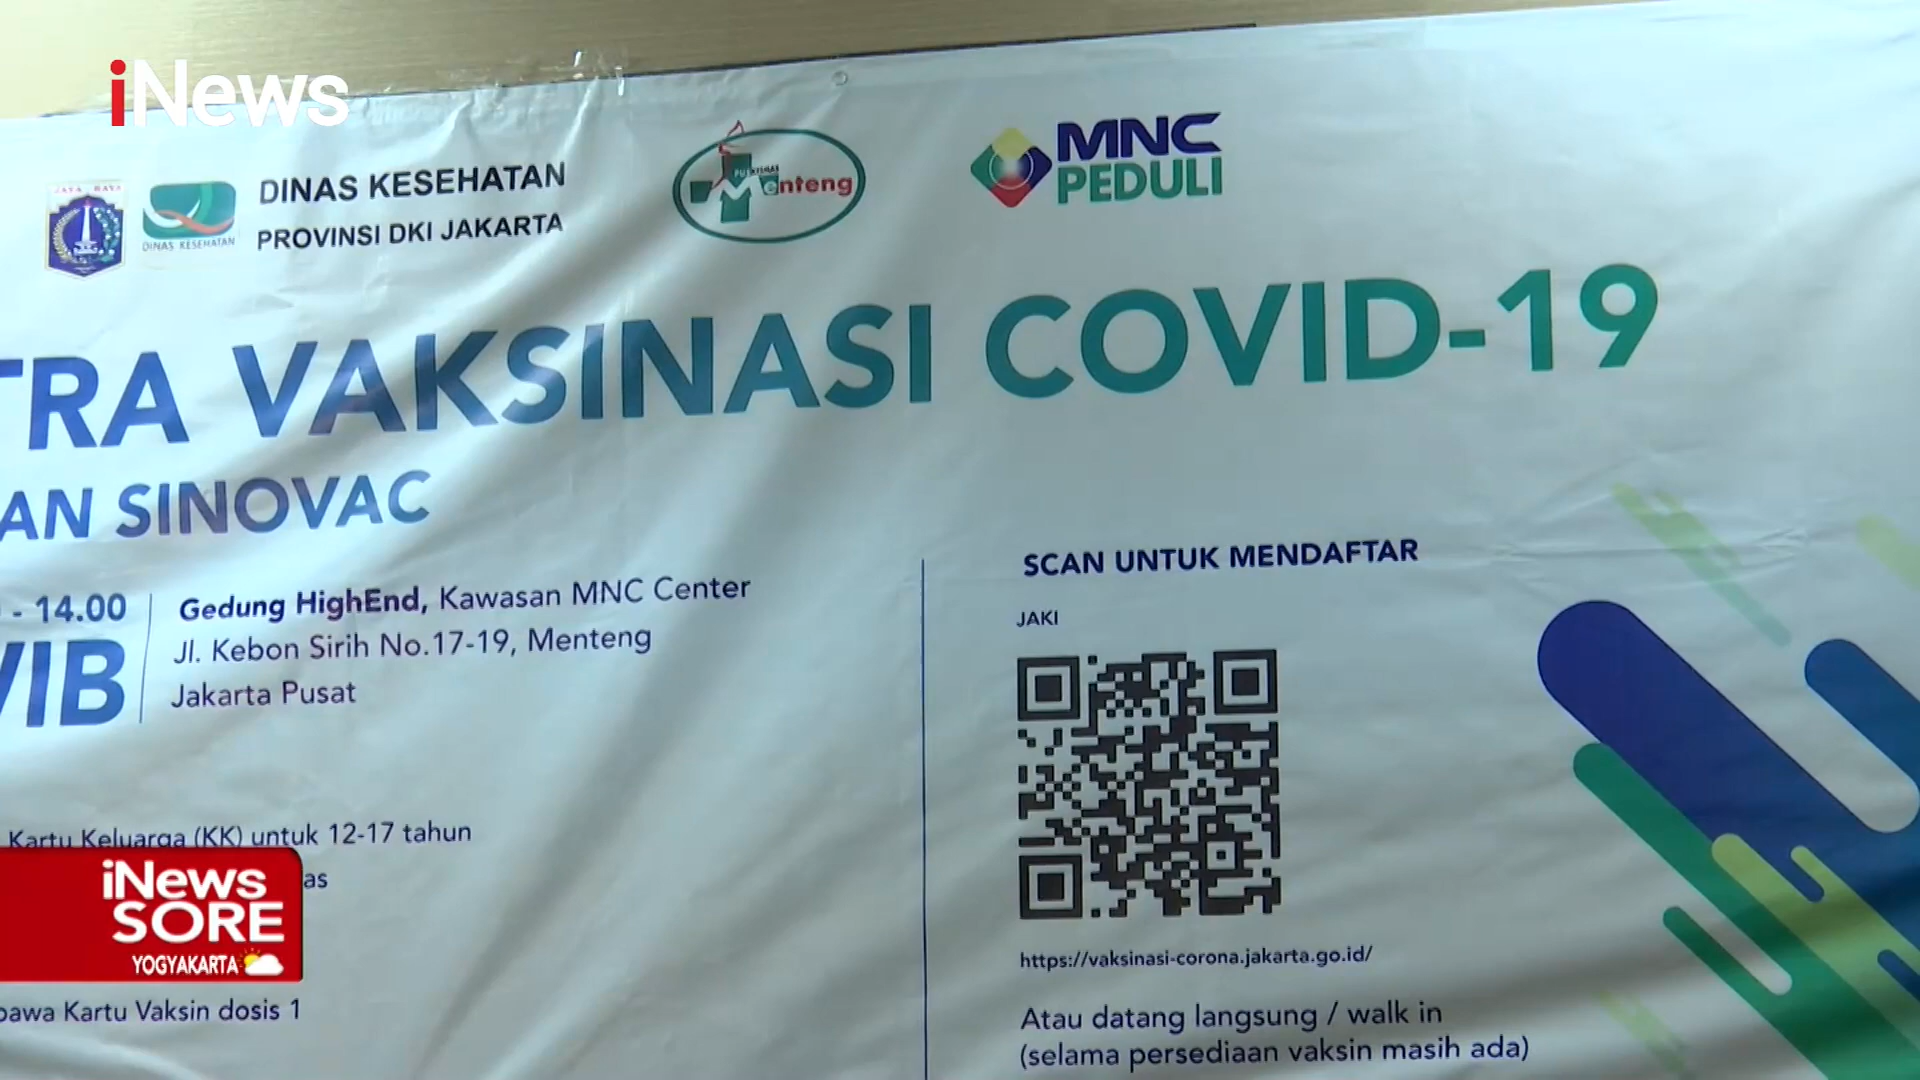 iNews
JAYA RAYA
DINAS KESEHATAN
DINAS KESEHATAN
PROVINSI DKI JAKARTA
PUSKESMAS
Menteng
MNC
PEDULI
TRA VAKSINASI COVID-19
AN SINOVAC
- 14.00
WIB
Gedung HighEnd, Kawasan MNC Center
Jl. Kebon Sirih No.17-19, Menteng
Jakarta Pusat
Kartu Keluarga (KK) untuk 12-17 tahun
as
bawa Kartu Vaksin dosis 1
SCAN UNTUK MENDAFTAR
JAKI
https://vaksinasi-corona.jakarta.go.id/
Atau datang langsung / walk in
(selama persediaan vaksin masih ada)
iNews
SORE
YOGYAKARTA